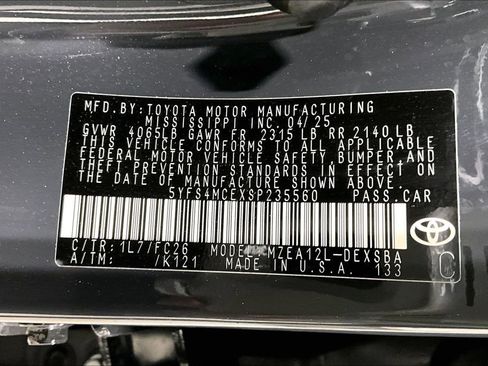 MFD.BY:TOYOTA MOTOR MANUFACTURING
MISSISSIPPI INC. 04/25
GVWR 4065LB GAWR FR 2315 LB RR 2140 LB
THIS VEHICLE CONFORMS TO ALL APPLICABLE
FEDERAL MOTOR VEHICLE SAFETY, BUMPER, AND
THEFT PREVENTION STANDARDS IN EFFECT ON
THE DATE OF MANUFACTURE SHOWN ABOVE.
5YFS4MCEXSP235560 PASS.CAR
C/TR: 1L7/FC26 MODEL: MZEA12L-DEXSBA
A/TM: /K121 MADE IN U.S.A. 133
C